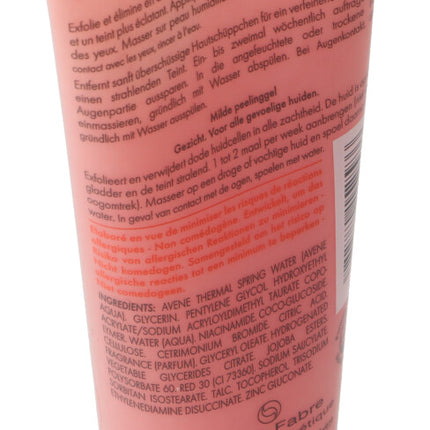 Exfolie et élimine en
et un teint plus éclatant. App
des yeux. Masser sur peau humide
contact avec les yeux, rincer à l'eau.
Entfernt sanft überschüssige Hautschüppchen für ein
einen strahlenden Teint. Ein- bis zweimal wöchentlich auftrage
Augenpartie aussparen. In die angefeuchtete oder trockene
einmassieren, gründlich mit Wasser abspülen. Bei Augenkontak
gründlich mit Wasser ausspülen.
Milde peelinggel
Gezicht. Voor alle gevoelige huiden.
Exfolieert en verwijdert dode huidcellen in alle zachtheid. De huid is
gladder en de teint stralend. 1 tot 2 maal per week aanbrengen
oogomtrek). Masseer op een droge of vochtige huid en spoel daarna
water. In geval van contact met de ogen, spoelen met water.
Elaboré en vue de minimiser les risques de réactions
allergiques - Non comédogène. Entwickelt, um das
Risiko von allergischen Reaktionen zu minimieren -
Nicht komedogen. Samengesteld om het risico op
allergische reacties tot een minimum te beperken -
Niet comedogeen.
INGREDIENTS: AVENE THERMAL SPRING WATER (AVENE
AQUA). GLYCERIN. PENTYLENE GLYCOL. HYDROXYETHYL
ACRYLATE/SODIUM ACRYLOYLDIMETHYL TAURATE COPO-
LYMER. WATER (AQUA). NIACINAMIDE. COCO-GLUCOSIDE.
CELLULOSE. CETRIMONIUM BROMIDE. CITRIC ACID.
FRAGRANCE (PARFUM). GLYCERYL OLEATE. HYDROGENATED
VEGETABLE GLYCERIDES CITRATE. JOJOBA ESTERS.
POLYSORBATE 60. RED 30 (CI 73360). SODIUM SALICYLATE.
SORBITAN ISOSTEARATE. TALC. TOCOPHEROL. TRISODIUM
ETHYLENEDIAMINE DISUCCINATE. ZINC GLUCONATE.
Fabre
métique